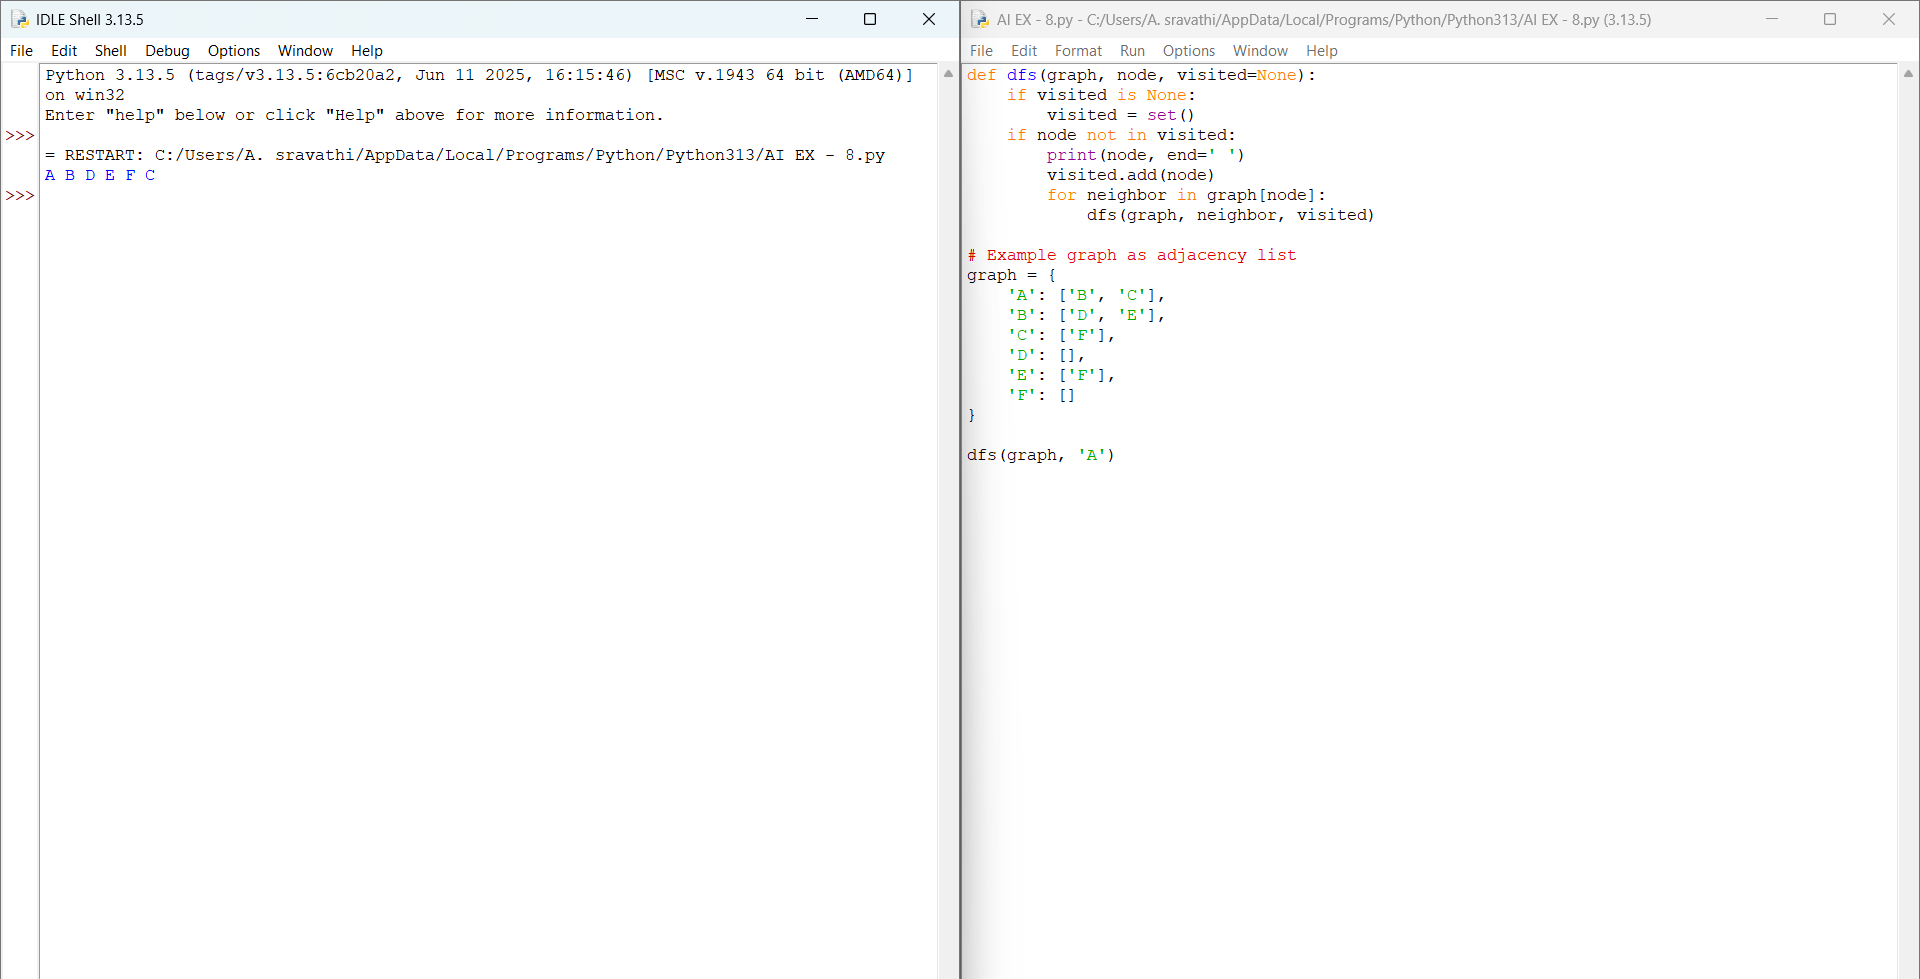 IDLE Shell 3.13.5
File Edit Shell Debug Options Window Help
Python 3.13.5 (tags/v3.13.5:6cb20a2, Jun 11 2025, 16:15:46) [MSC v.1943 64 bit (AMD64)]
on win32
Enter "help" below or click "Help" above for more information.
>>>
= RESTART: C:/Users/A. sravathi/AppData/Local/Programs/Python/Python313/AI EX - 8.py
A B D E F C
>>>
AI EX - 8.py - C:/Users/A. sravathi/AppData/Local/Programs/Python/Python313/AI EX - 8.py (3.13.5)
File Edit Format Run Options Window Help
def dfs(graph, node, visited=None):
    if visited is None:
        visited = set()
    if node not in visited:
        print(node, end=' ')
        visited.add(node)
        for neighbor in graph[node]:
            dfs(graph, neighbor, visited)
# Example graph as adjacency list
graph = {
    'A': ['B', 'C'],
    'B': ['D', 'E'],
    'C': ['F'],
    'D': [],
    'E': ['F'],
    'F': []
}
dfs(graph, 'A')